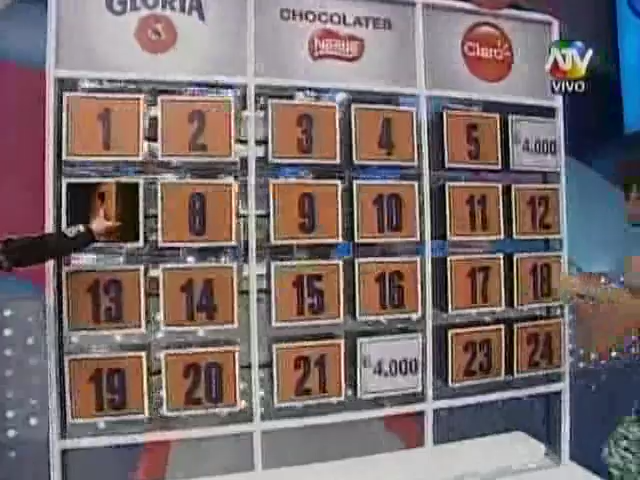 GLORIA
CHOCOLATES
Nestlé
Claro
ATV
VIVO
1 2 3 4 5 4.000
8 9 10 11 12
13 14 15 16 17 18
19 20 21 4.000 23 24